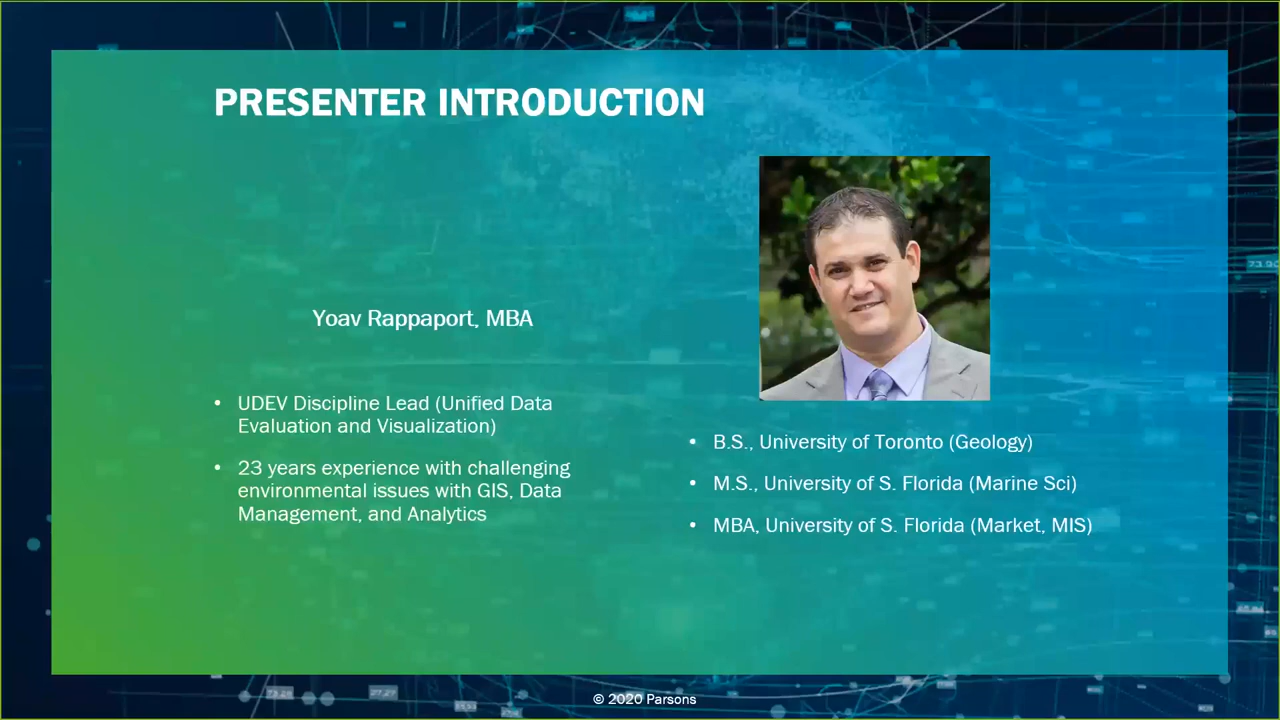 PRESENTER INTRODUCTION
Yoav Rappaport, MBA
• UDEV Discipline Lead (Unified Data
Evaluation and Visualization)
• 23 years experience with challenging
environmental issues with GIS, Data
Management, and Analytics
• B.S., University of Toronto (Geology)
• M.S., University of S. Florida (Marine Sci)
• MBA, University of S. Florida (Market, MIS)
© 2020 Parsons